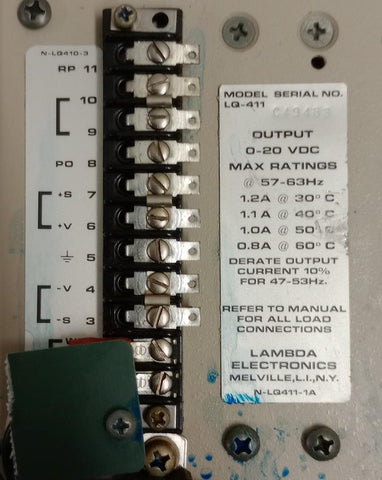 N-LQ410-3
RP 11
10
9
PO 8
+S 7
+V 6
5
-V 4
-S 3
MODEL SERIAL NO.
LQ-411
OUTPUT
0-20 VDC
MAX RATINGS
@ 57-63Hz
1.2A @ 30°C
1.1A @ 40°C
1.0A @ 50°C
0.8A @ 60°C
DERATE OUTPUT
CURRENT 10%
FOR 47-53Hz.
REFER TO MANUAL
FOR ALL LOAD
CONNECTIONS
LAMBDA
ELECTRONICS
MELVILLE,L.I.,N.Y.
N-LQ411-1A